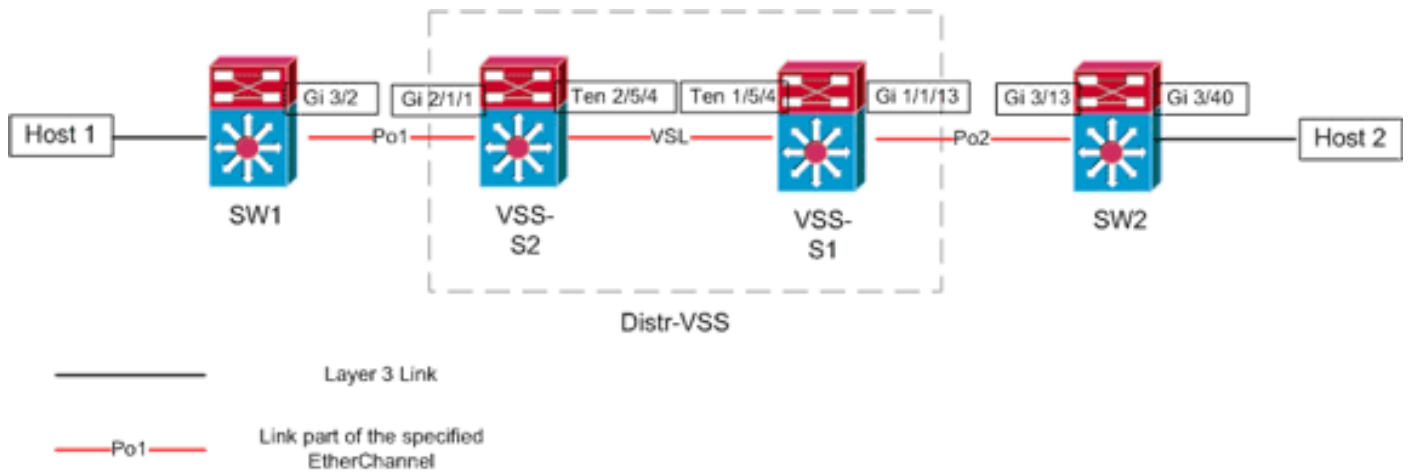 Host 1
Gi 3/2
Gi 2/1/1
Ten 2/5/4
Ten 1/5/4
Gi 1/1/13
Gi 3/13
Gi 3/40
Host 2
Po1
VSL
Po2
SW1
VSS-
S2
VSS-
S1
SW2
Distr-VSS
Layer 3 Link
Po1
Link part of the specified
EtherChannel